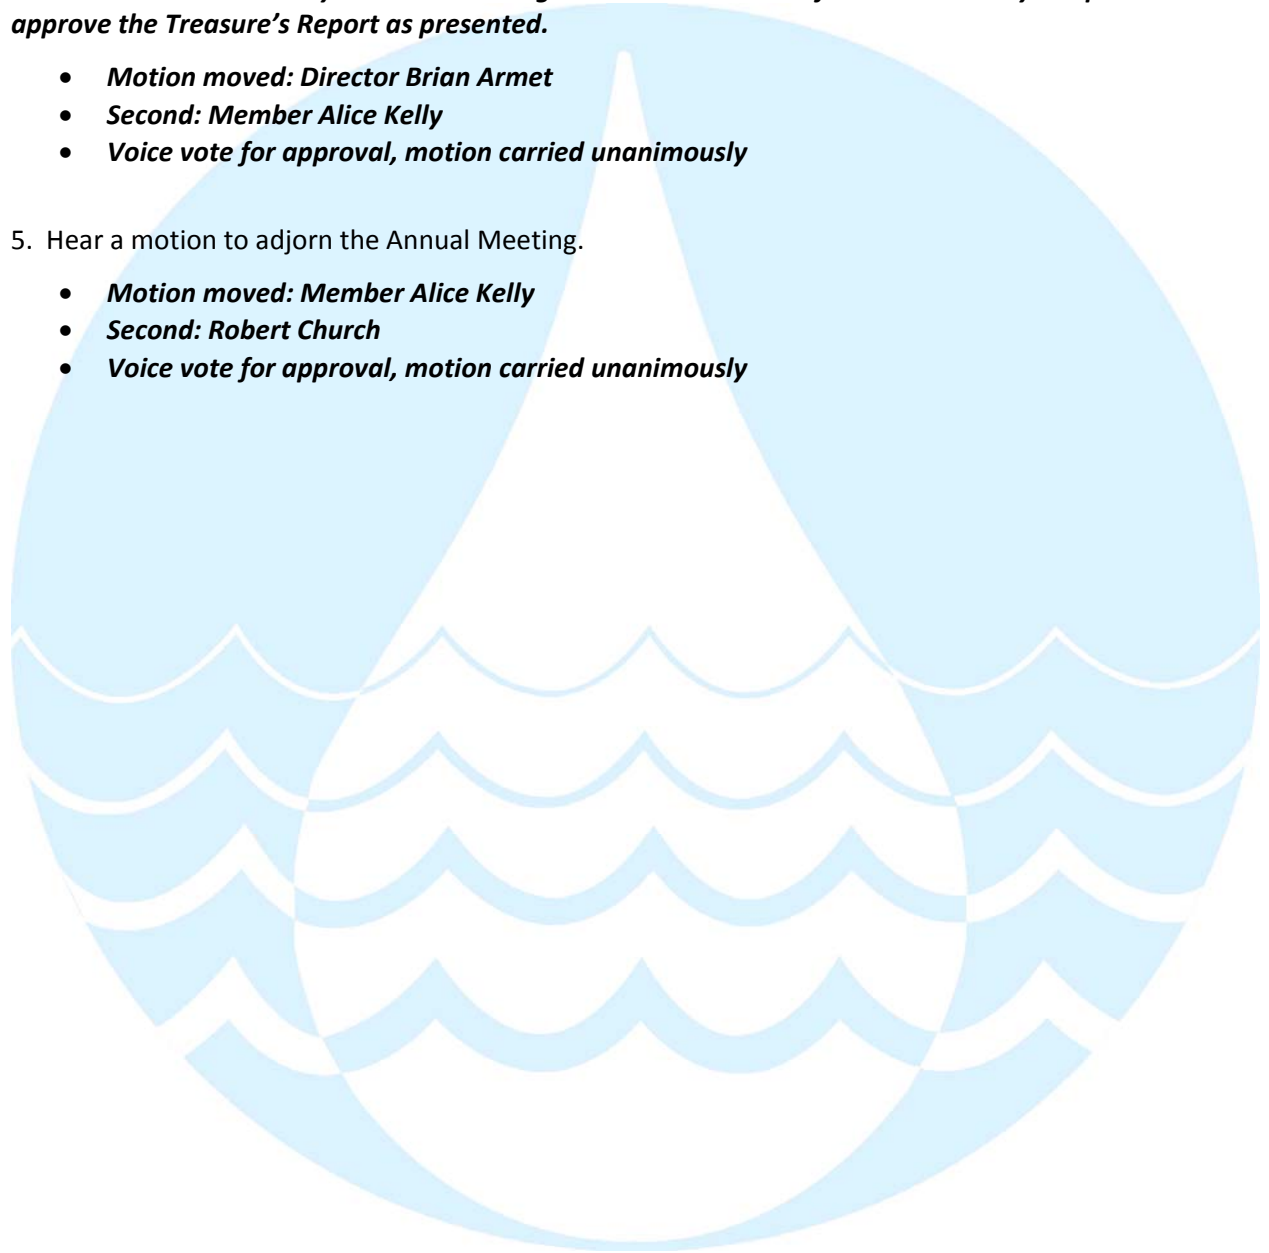 approve the Treasure’s Report as presented.
• Motion moved: Director Brian Armet
• Second: Member Alice Kelly
• Voice vote for approval, motion carried unanimously
5. Hear a motion to adjorn the Annual Meeting.
• Motion moved: Member Alice Kelly
• Second: Robert Church
• Voice vote for approval, motion carried unanimously